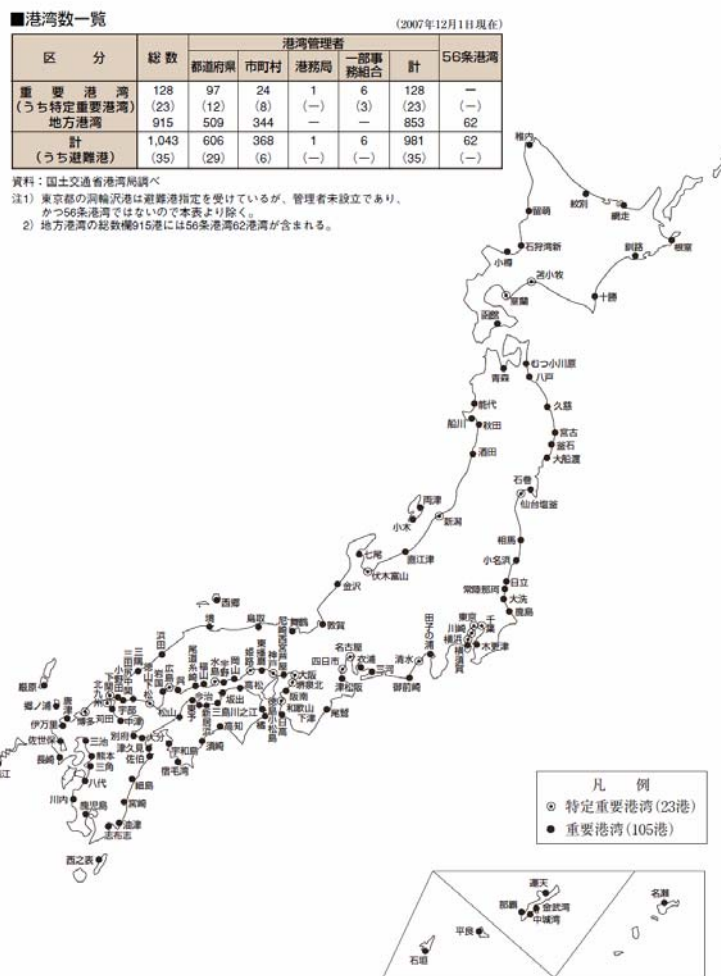 ■港湾数一覧
(2007年12月1日現在)
区 分 総数 港湾管理者 56条港湾
都道府県 市町村 港務局 一部事務組合 計
重要港湾 128 97 24 1 6 128 －
(うち特定重要港湾) (23) (12) (8) (－) (3) (23) (－)
地方港湾 915 509 344 － － 853 62
計 1,043 606 368 1 6 981 62
(うち避難港) (35) (29) (6) (－) (－) (35) (－)
資料：国土交通省港湾局調べ
注1) 東京都の洞輪沢港は避難港指定を受けているが、管理者未設立であり、
かつ56条港湾ではないので本表より除く。
2) 地方港湾の総数欄915港には56条港湾62港湾が含まれる。
稚内
紋別
網走
留萌
根室
釧路
石狩湾新
小樽
苫小牧
室蘭
十勝
函館
むつ小川原
青森
八戸
能代
久慈
船川
秋田
宮古
釜石
酒田
大船渡
石巻
仙台塩釜
両津
小木
新潟
相馬
七尾
直江津
小名浜
伏木富山
金沢
日立
常陸那珂
大洗
鹿島
西郷
境
鳥取
舞鶴
敦賀
尼崎西宮芦屋
田子の浦
東京
千葉
川崎
横浜
横須賀
木更津
浜田
三隅
三田尻中関
徳山下松
岩国
広島
呉
尾道糸崎
福山
水島
宇野
岡山
姫路
東播磨
神戸
大阪
堺泉北
阪南
和歌山下津
日高
名古屋
四日市
衣浦
三河
津松阪
清水
御前崎
尾鷲
厳原
郷ノ浦
唐津
伊万里
佐世保
長崎
博多
北九州
下関
小野田
宇部
苅田
中津
別府
大分
津久見
佐伯
松山
東予
今治
新居浜
三島川之江
坂出
高松
徳島小松島
橘
高知
須崎
宇和島
宿毛湾
三池
熊本
三角
八代
細島
川内
宮崎
鹿児島
油津
志布志
西之表
江
凡 例
特定重要港湾(23港)
重要港湾(105港)
運天
那覇
金武湾
中城湾
名瀬
平良
石垣